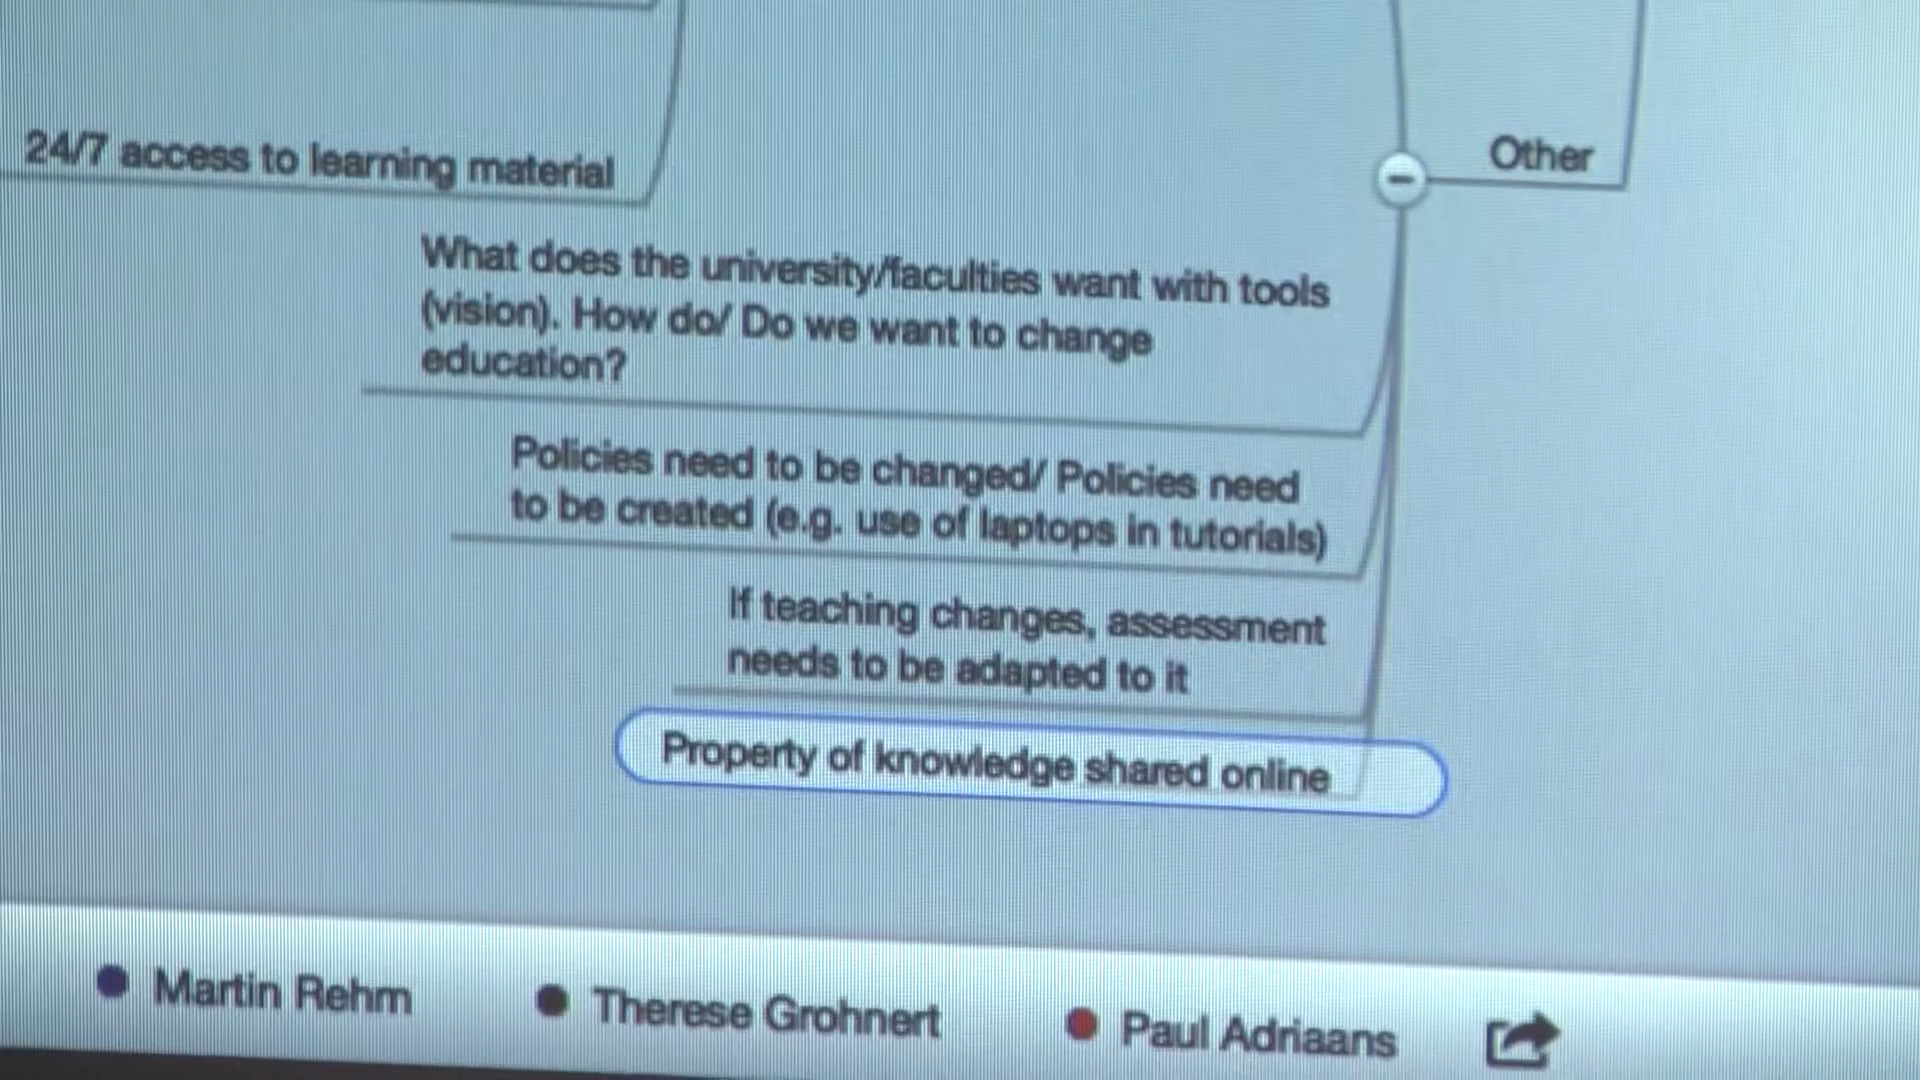 24/7 access to learning material
Other
What does the university/faculties want with tools
(vision). How do/ Do we want to change
education?
Policies need to be changed/ Policies need
to be created (e.g. use of laptops in tutorials)
If teaching changes, assessment
needs to be adapted to it
Property of knowledge shared online
Martin Rehm
Therese Grohnert
Paul Adriaans